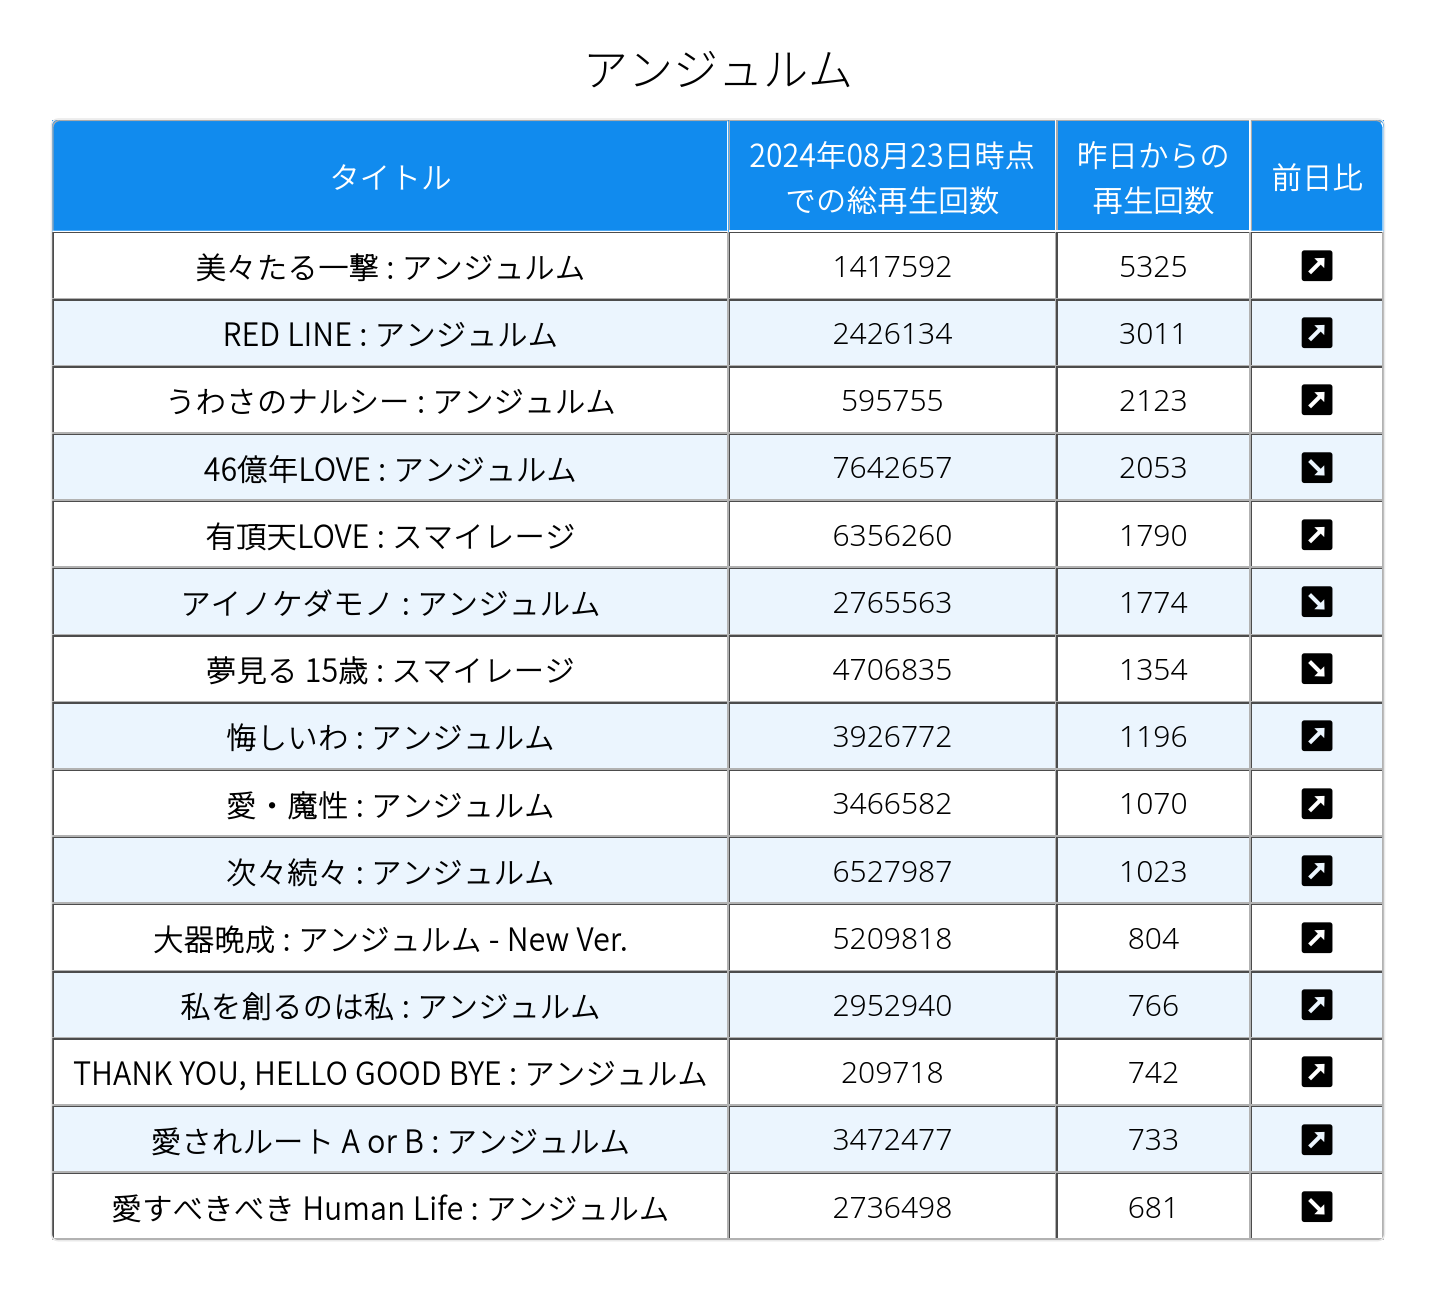 アンジュルム
タイトル 2024年08月23日時点での総再生回数 昨日からの再生回数 前日比
美々たる一撃 : アンジュルム 1417592 5325
RED LINE : アンジュルム 2426134 3011
うわさのナルシー : アンジュルム 595755 2123
46億年LOVE : アンジュルム 7642657 2053
有頂天LOVE : スマイレージ 6356260 1790
アイノケダモノ : アンジュルム 2765563 1774
夢見る 15歳 : スマイレージ 4706835 1354
悔しいわ : アンジュルム 3926772 1196
愛・魔性 : アンジュルム 3466582 1070
次々続々 : アンジュルム 6527987 1023
大器晩成 : アンジュルム - New Ver. 5209818 804
私を創るのは私 : アンジュルム 2952940 766
THANK YOU, HELLO GOOD BYE : アンジュルム 209718 742
愛されルート A or B : アンジュルム 3472477 733
愛すべきべき Human Life : アンジュルム 2736498 681